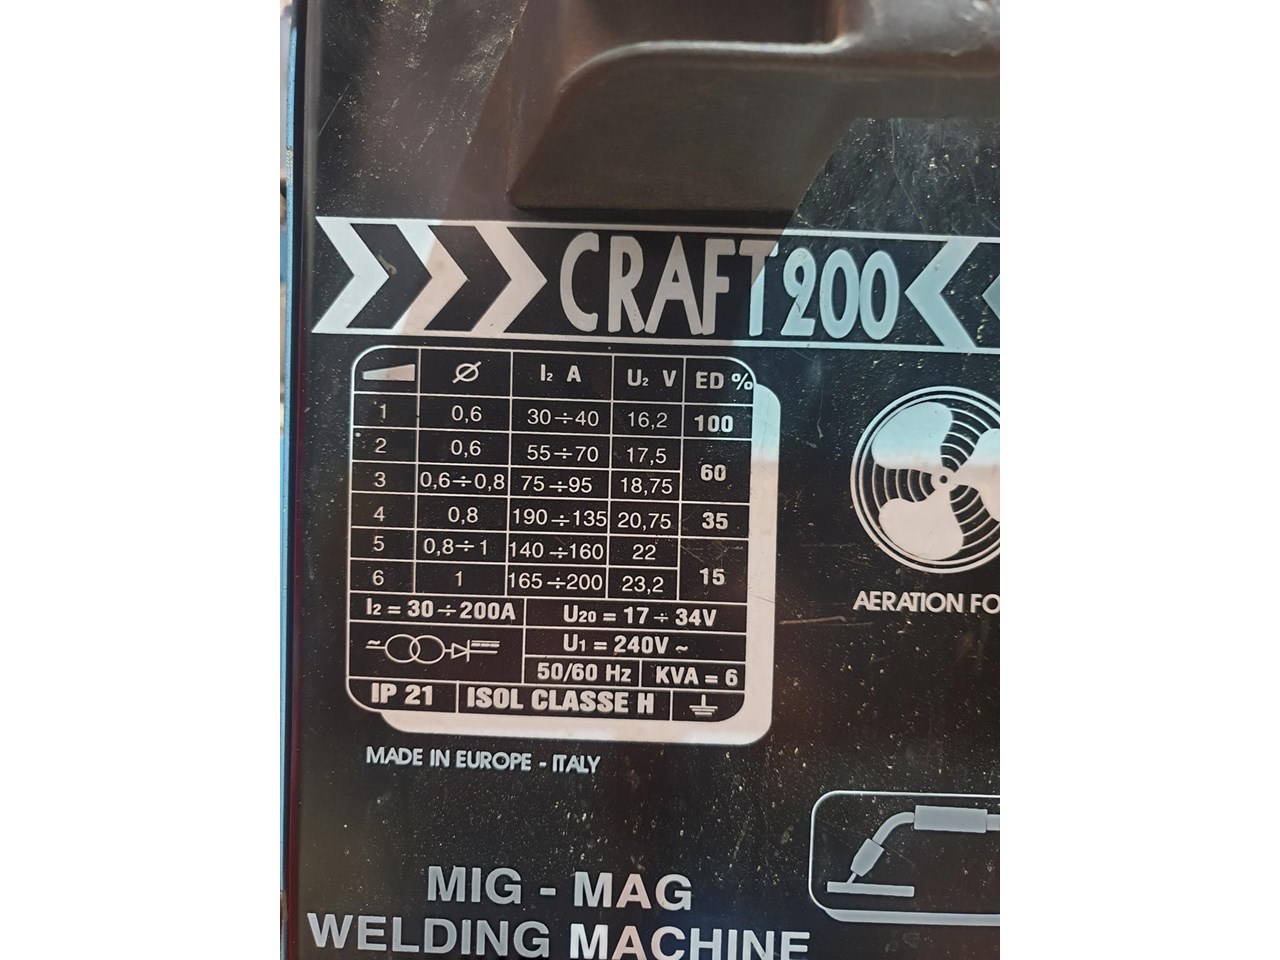 CRAFT 200
Ø I2 A U2 V ED %
1 0,6 30÷40 16,2 100
2 0,6 55÷70 17,5 60
3 0,6÷0,8 75÷95 18,75
4 0,8 190÷135 20,75 35
5 0,8÷1 140÷160 22 15
6 1 165÷200 23,2
I2 = 30÷200A U20 = 17÷34V
U1 = 240V ~
50/60 Hz KVA = 6
IP 21 ISOL CLASSE H
MADE IN EUROPE - ITALY
AERATION FO
MIG - MAG
WELDING MACHINE